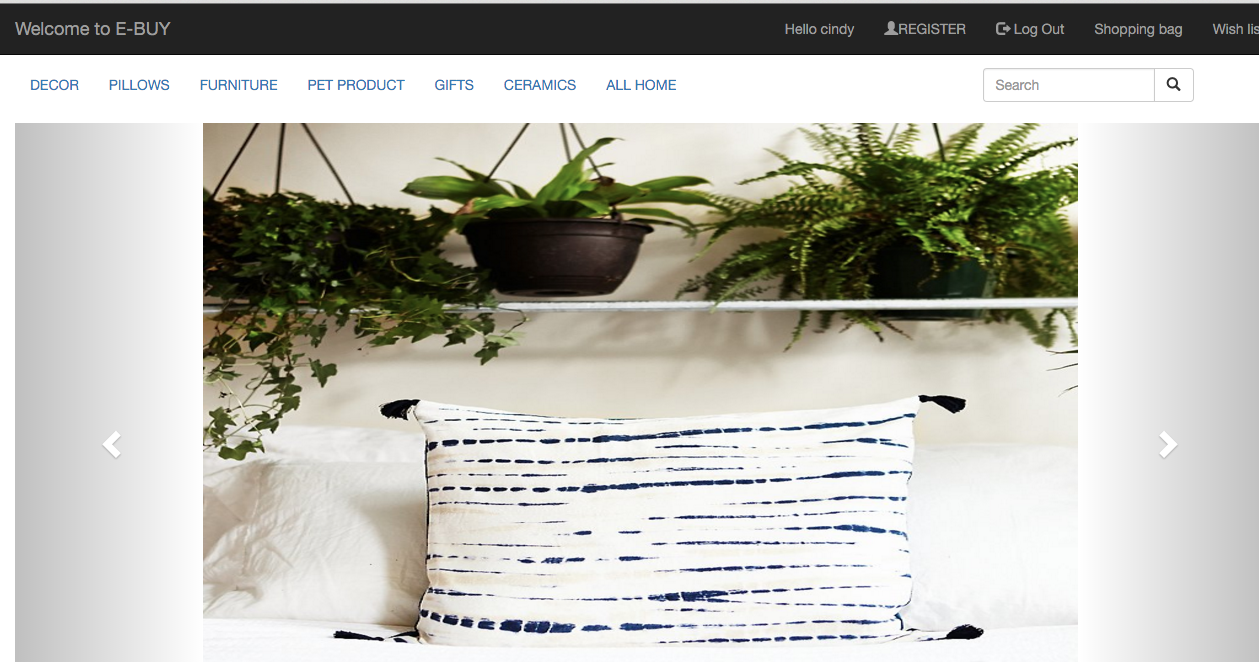 Welcome to E-BUY Hello cindy REGISTER Log Out Shopping bag Wish lis
DECOR PILLOWS FURNITURE PET PRODUCT GIFTS CERAMICS ALL HOME Search